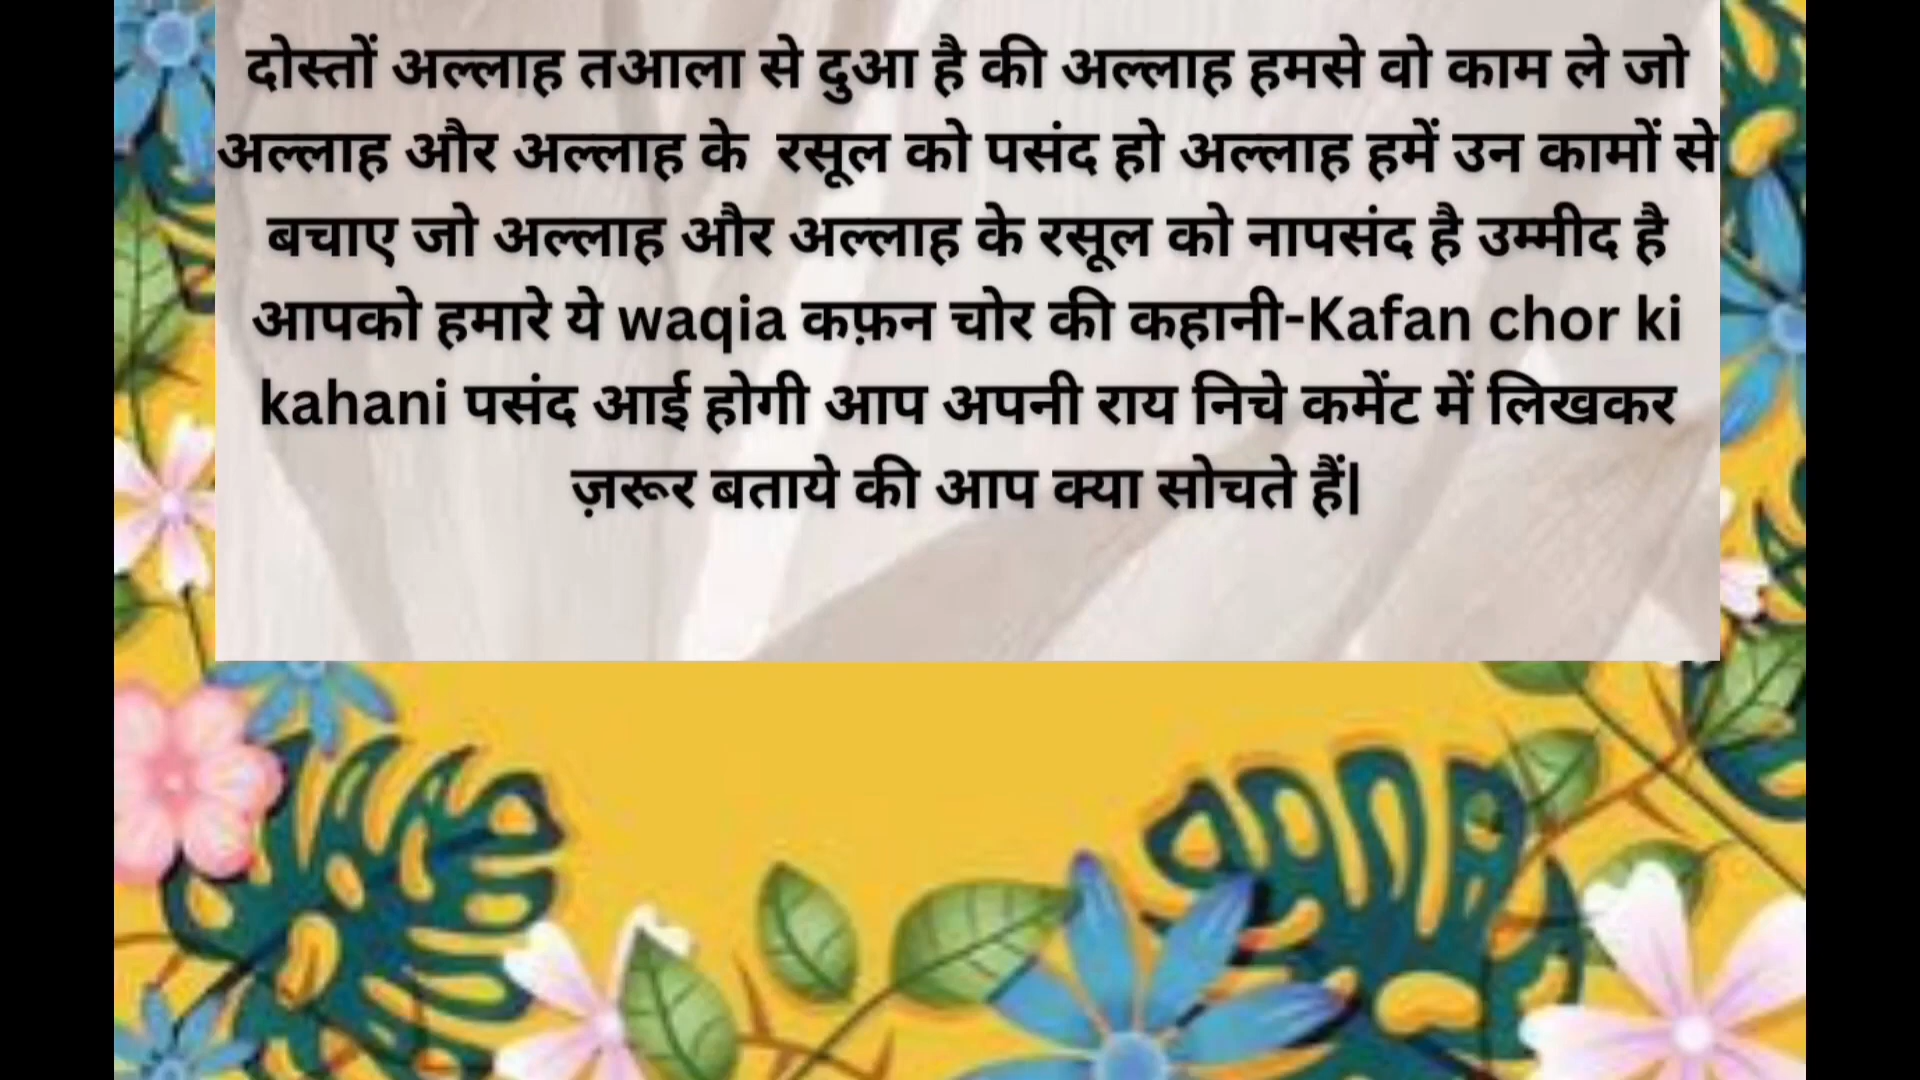 दोस्तों अल्लाह तआला से दुआ है की अल्लाह हमसे वो काम ले जो
अल्लाह और अल्लाह के रसूल को पसंद हो अल्लाह हमें उन कामों से
बचाए जो अल्लाह और अल्लाह के रसूल को नापसंद है उम्मीद है
आपको हमारे ये waqia कफ़न चोर की कहानी-Kafan chor ki
kahani पसंद आई होगी आप अपनी राय निचे कमेंट में लिखकर
ज़रूर बताये की आप क्या सोचते हैं|